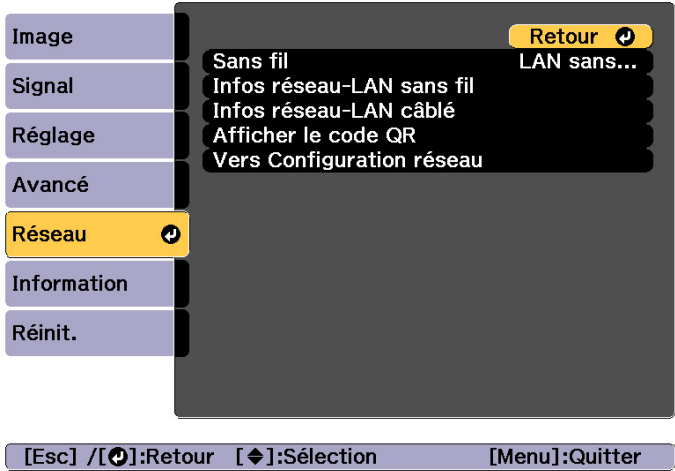 Image
Signal
Réglage
Avancé
Réseau
Information
Réinit.
Retour
Sans fil LAN sans...
Infos réseau-LAN sans fil
Infos réseau-LAN câblé
Afficher le code QR
Vers Configuration réseau
[Esc] /[⏎]:Retour [◆]:Sélection [Menu]:Quitter